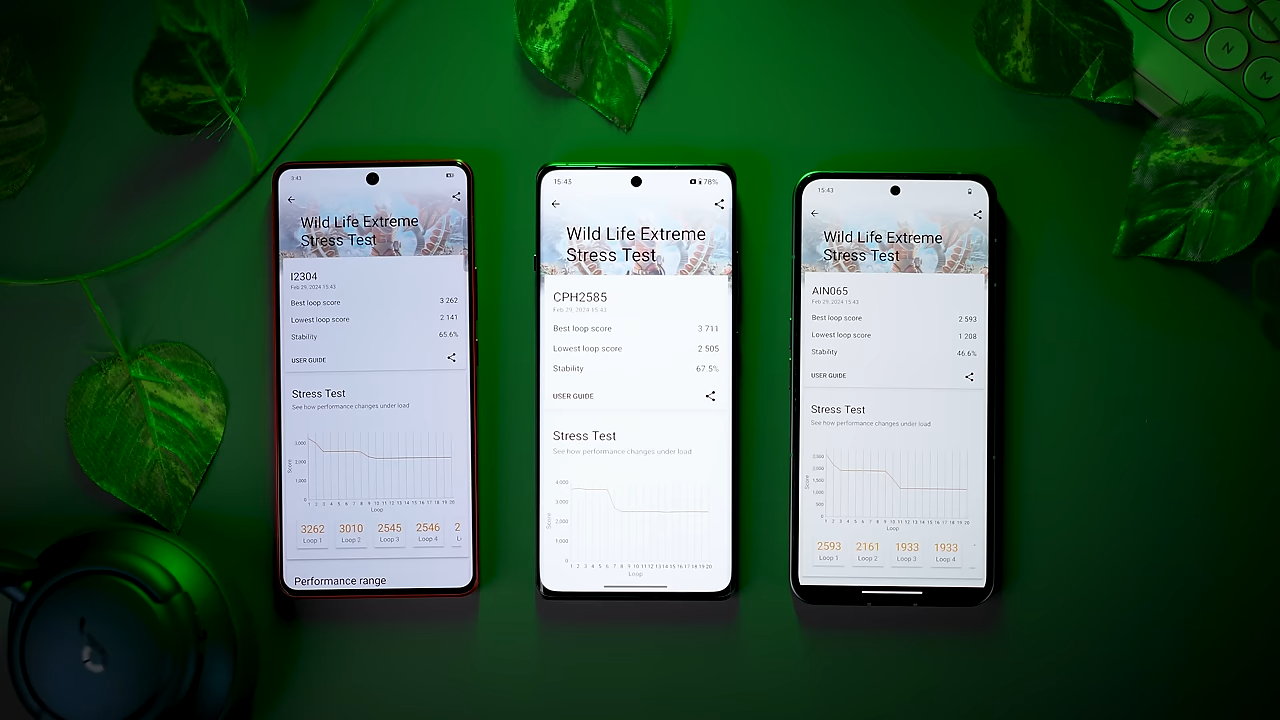 3:43
Wild Life Extreme
Stress Test
I2304
Feb 29, 2024 15:43
Best loop score 3 262
Lowest loop score 2 141
Stability 65.6%
USER GUIDE
Stress Test
See how performance changes under load
Score
3,000
2,000
1,000
0
1 2 3 4 5 6 7 8 9 10 11 12 13 14 15 16 17 18 19 20
Loop
3262 3010 2545 2546 2
Loop 1 Loop 2 Loop 3 Loop 4 L
Performance range
15:43 78%
Wild Life Extreme
Stress Test
CPH2585
Feb 29, 2024 15:43
Best loop score 3 711
Lowest loop score 2 505
Stability 67.5%
USER GUIDE
Stress Test
See how performance changes under load
Score
4,000
3,000
2,000
1,000
0
1 2 3 4 5 6 7 8 9 10 11 12 13 14 15 16 17 18 19 20
Loop
15:43
Wild Life Extreme
Stress Test
AIN065
Feb 29, 2024 15:43
Best loop score 2 593
Lowest loop score 1 208
Stability 46.6%
USER GUIDE
Stress Test
See how performance changes under load
Score
2,500
2,000
1,500
1,000
500
0
1 2 3 4 5 6 7 8 9 10 11 12 13 14 15 16 17 18 19 20
Loop
2593 2161 1933 1933
Loop 1 Loop 2 Loop 3 Loop 4
B
N
M